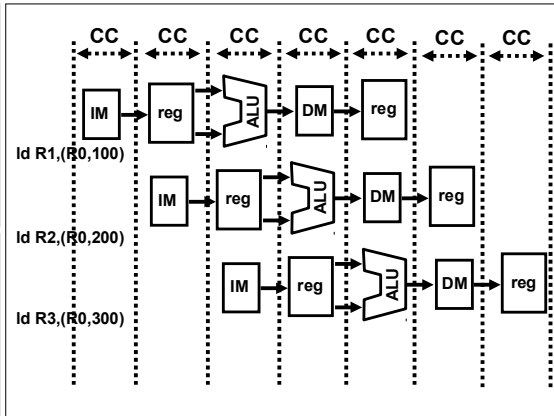 CC CC CC CC CC CC CC
IM reg ALU DM reg
ld R1,(R0,100)
IM reg ALU DM reg
ld R2,(R0,200)
IM reg ALU DM reg
ld R3,(R0,300)